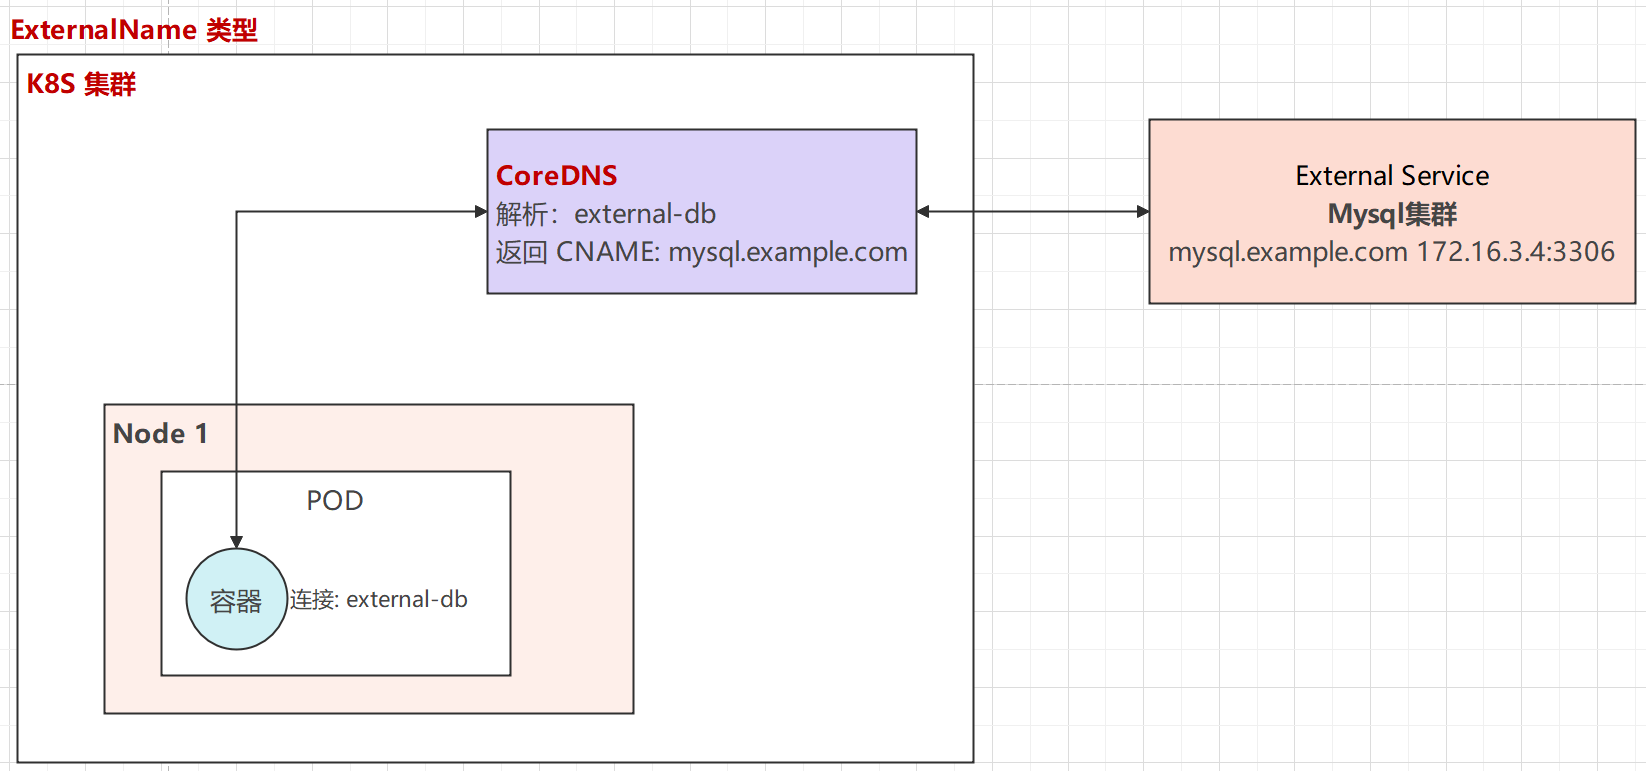 ExternalName 类型
K8S 集群
CoreDNS
解析：external-db
返回 CNAME: mysql.example.com
External Service
Mysql集群
mysql.example.com 172.16.3.4:3306
Node 1
POD
容器
连接: external-db